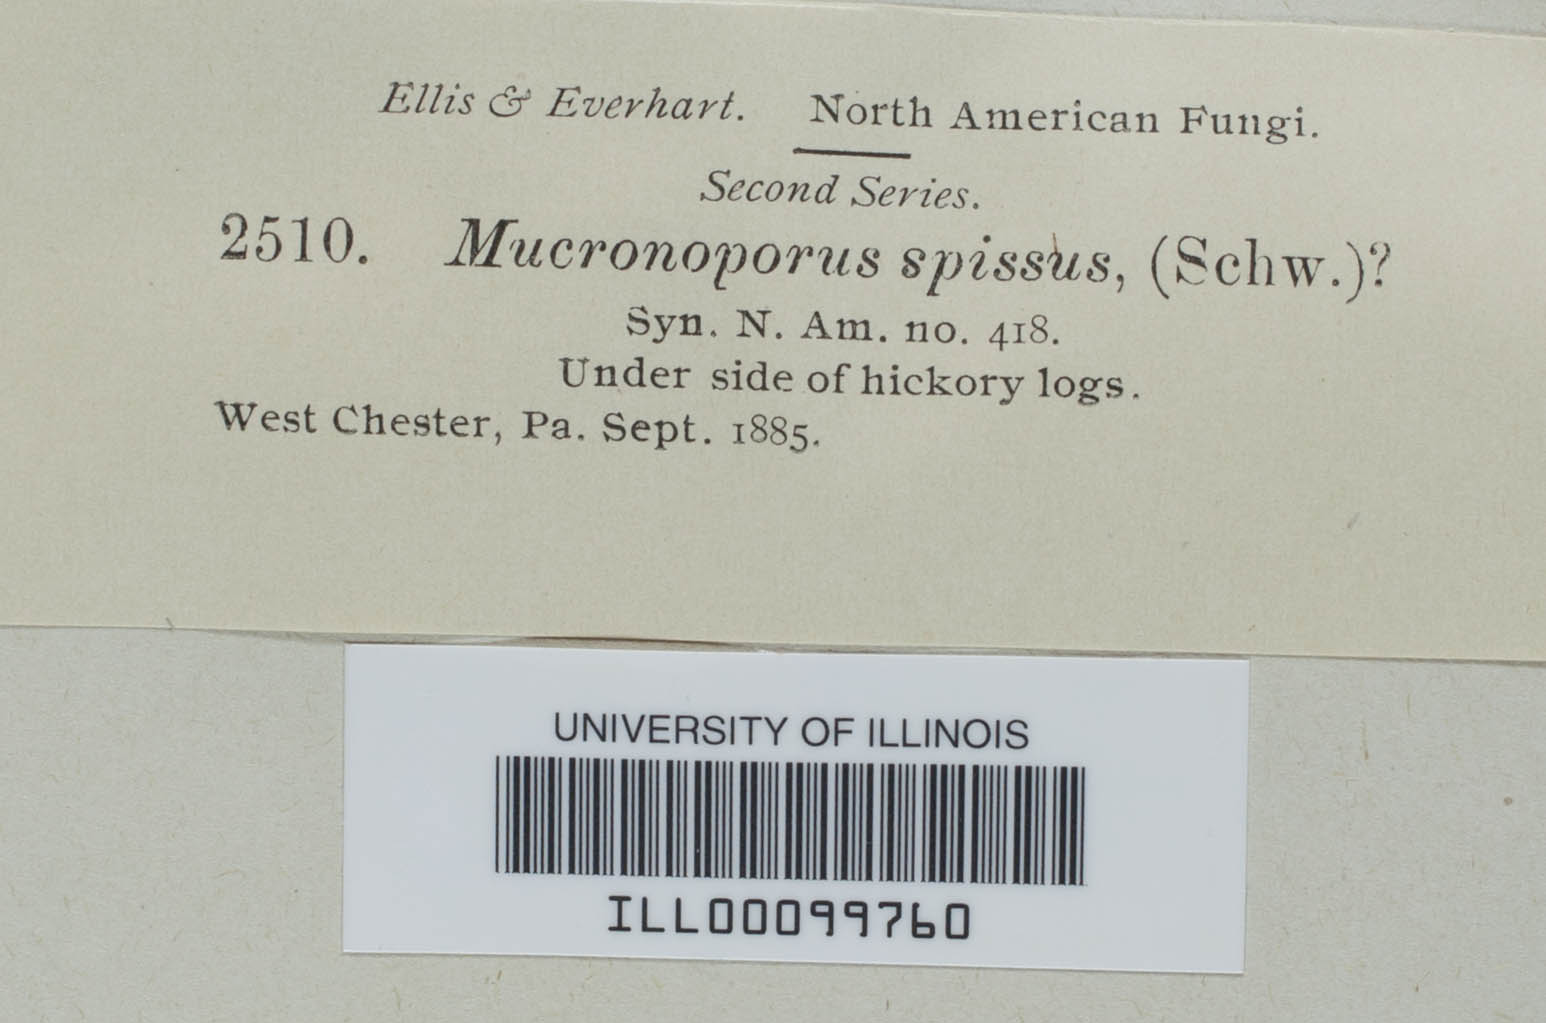 Ellis & Everhart. North American Fungi.
Second Series.
2510. Mucronoporus spissus, (Schw.)?
Syn. N. Am. no. 418.
Under side of hickory logs.
West Chester, Pa. Sept. 1885.
UNIVERSITY OF ILLINOIS
ILL00099760